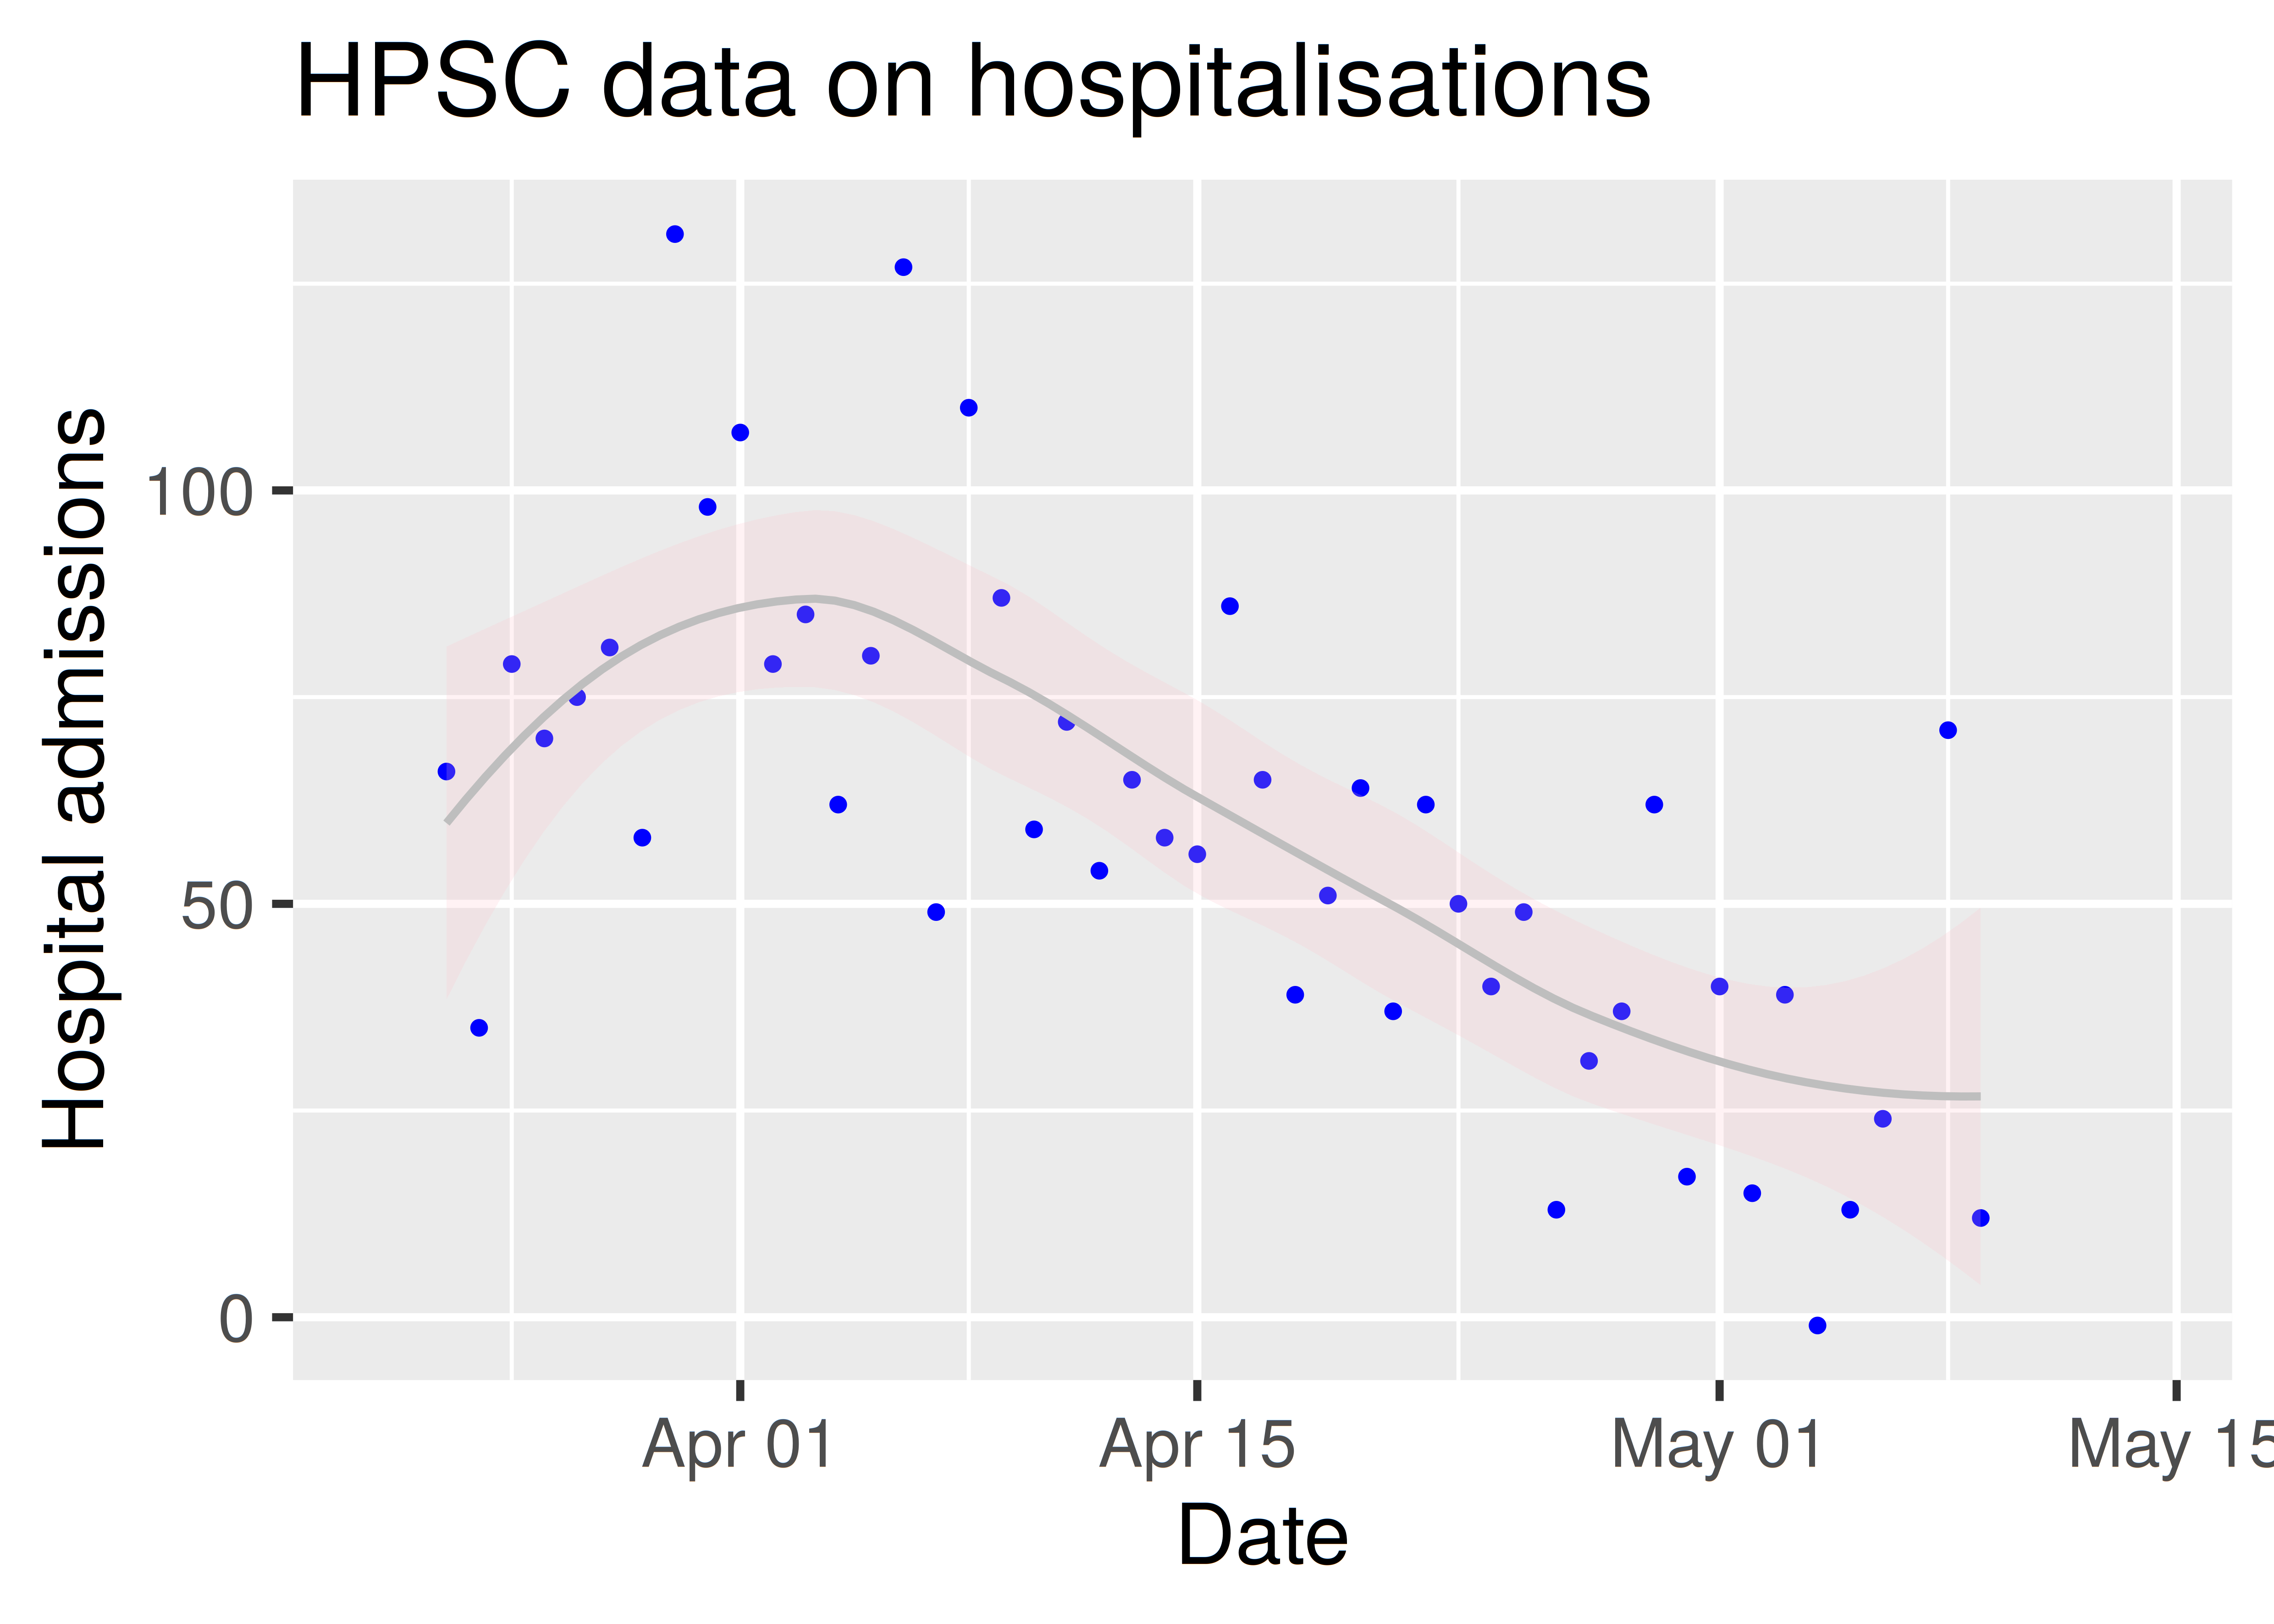 HPSC data on hospitalisations
Hospital admissions
100
50
0
Apr 01
Apr 15
May 01
May 15
Date